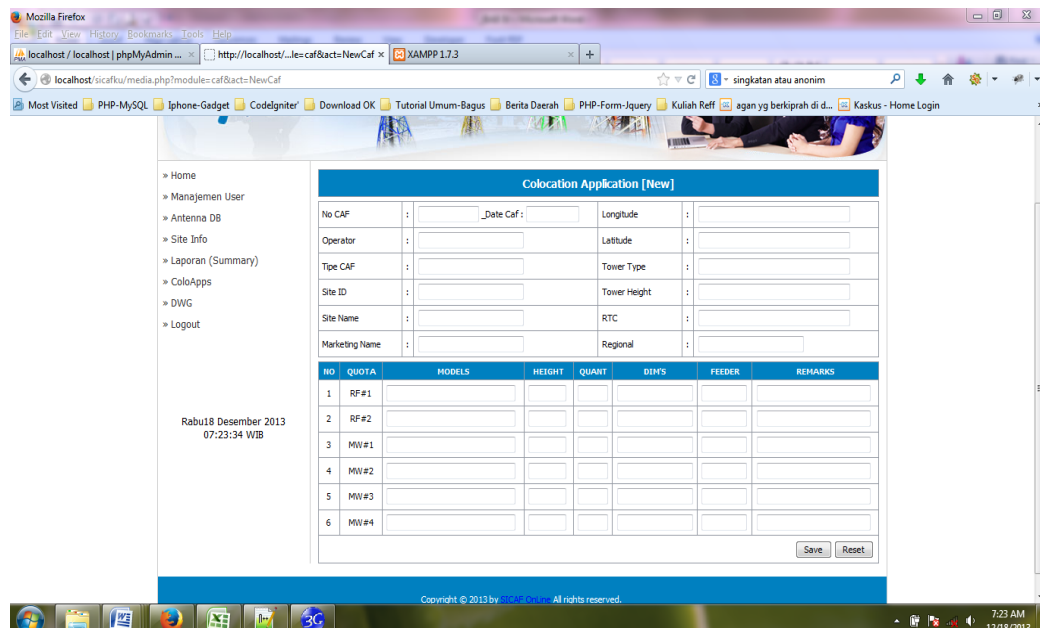 Mozilla Firefox
File Edit View History Bookmarks Tools Help
localhost / localhost | phpMyAdmin ... × http://localhost/...le=caf&act=NewCaf × XAMPP 1.7.3 × +
localhost/sicafku/media.php?module=caf&act=NewCaf singkatan atau anonim
Most Visited PHP-MySQL Iphone-Gadget CodeIgniter' Download OK Tutorial Umum-Bagus Berita Daerah PHP-Form-Jquery Kuliah Reff agan yg berkiprah di d... Kaskus - Home Login
» Home
» Manajemen User
» Antenna DB
» Site Info
» Laporan (Summary)
» ColoApps
» DWG
» Logout
Rabu18 Desember 2013
07:23:34 WIB
Colocation Application [New]
No CAF : _Date Caf : Longitude :
Operator : Latitude :
Tipe CAF : Tower Type :
Site ID : Tower Height :
Site Name : RTC :
Marketing Name : Regional :
NO QUOTA MODELS HEIGHT QUANT DIM'S FEEDER REMARKS
1 RF#1
2 RF#2
3 MW#1
4 MW#2
5 MW#3
6 MW#4
Save Reset
Copyright © 2013 by SICAF OnLine All rights reserved.
3G
7:23 AM
12/18/2013